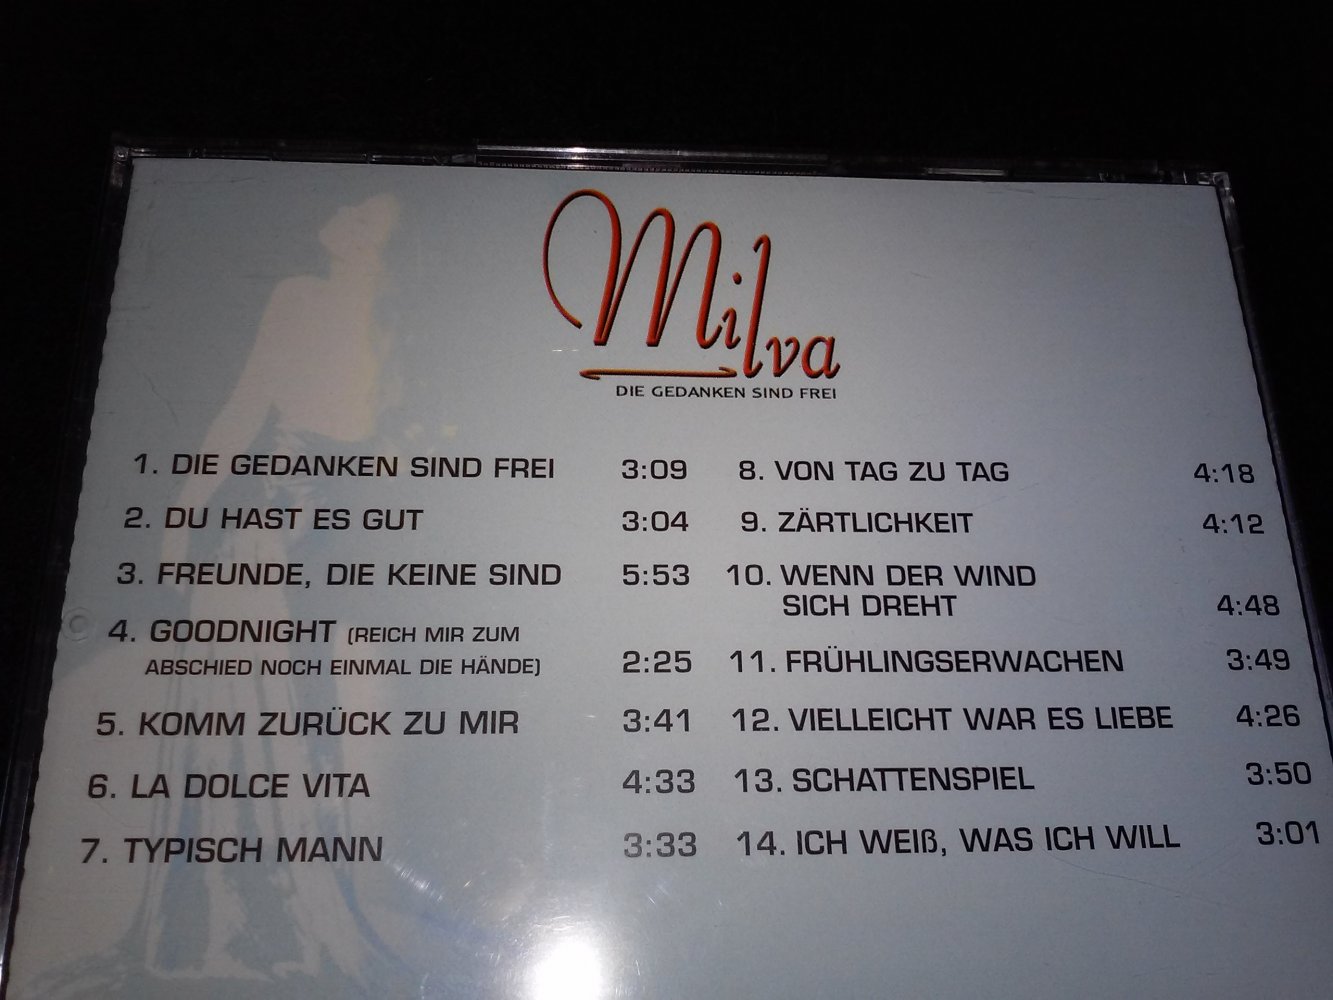 Milva
DIE GEDANKEN SIND FREI
1. DIE GEDANKEN SIND FREI 3:09
2. DU HAST ES GUT 3:04
3. FREUNDE, DIE KEINE SIND 5:53
4. GOODNIGHT (REICH MIR ZUM
ABSCHIED NOCH EINMAL DIE HÄNDE) 2:25
5. KOMM ZURÜCK ZU MIR 3:41
6. LA DOLCE VITA 4:33
7. TYPISCH MANN 3:33
8. VON TAG ZU TAG 4:18
9. ZÄRTLICHKEIT 4:12
10. WENN DER WIND
SICH DREHT 4:48
11. FRÜHLINGSERWACHEN 3:49
12. VIELLEICHT WAR ES LIEBE 4:26
13. SCHATTENSPIEL 3:50
14. ICH WEIß, WAS ICH WILL 3:01